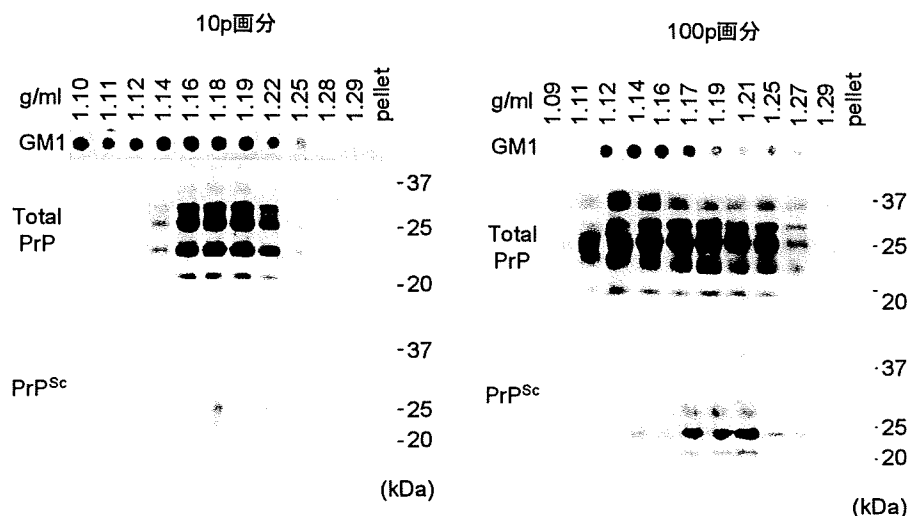 10p画分
g/ml 1.10 1.11 1.12 1.14 1.16 1.18 1.19 1.22 1.25 1.28 1.29 pellet
GM1
-37
Total
PrP
-25
-20
-37
PrPSc
-25
-20
(kDa)
100p画分
g/ml 1.09 1.11 1.12 1.14 1.16 1.17 1.19 1.21 1.25 1.27 1.29 pellet
GM1
-37
Total
PrP
-25
20
-37
PrPSc
-25
-20
(kDa)